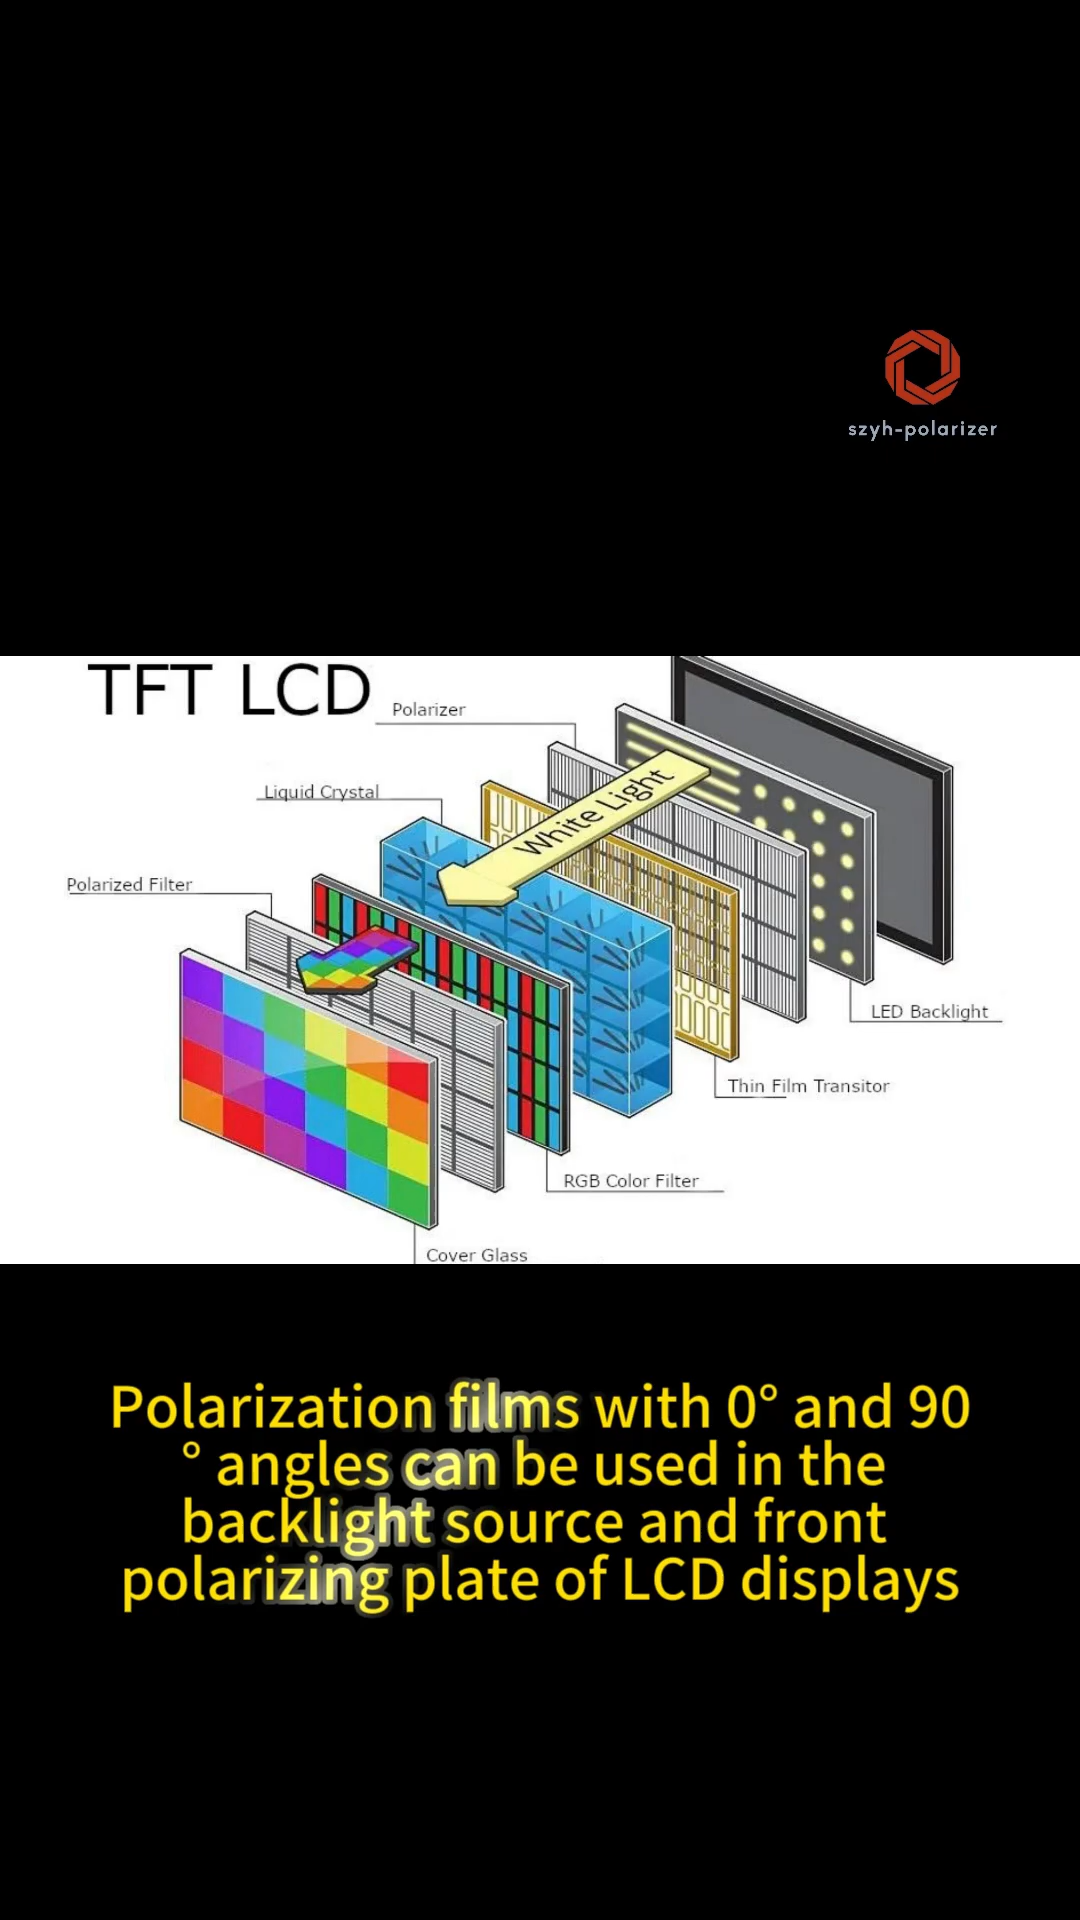 szyh-polarizer
TFT LCD
Polarizer
White Light
Liquid Crystal
Polarized Filter
LED Backlight
Thin Film Transitor
RGB Color Filter
Cover Glass
Polarization films with 0° and 90
° angles can be used in the
backlight source and front
polarizing plate of LCD displays